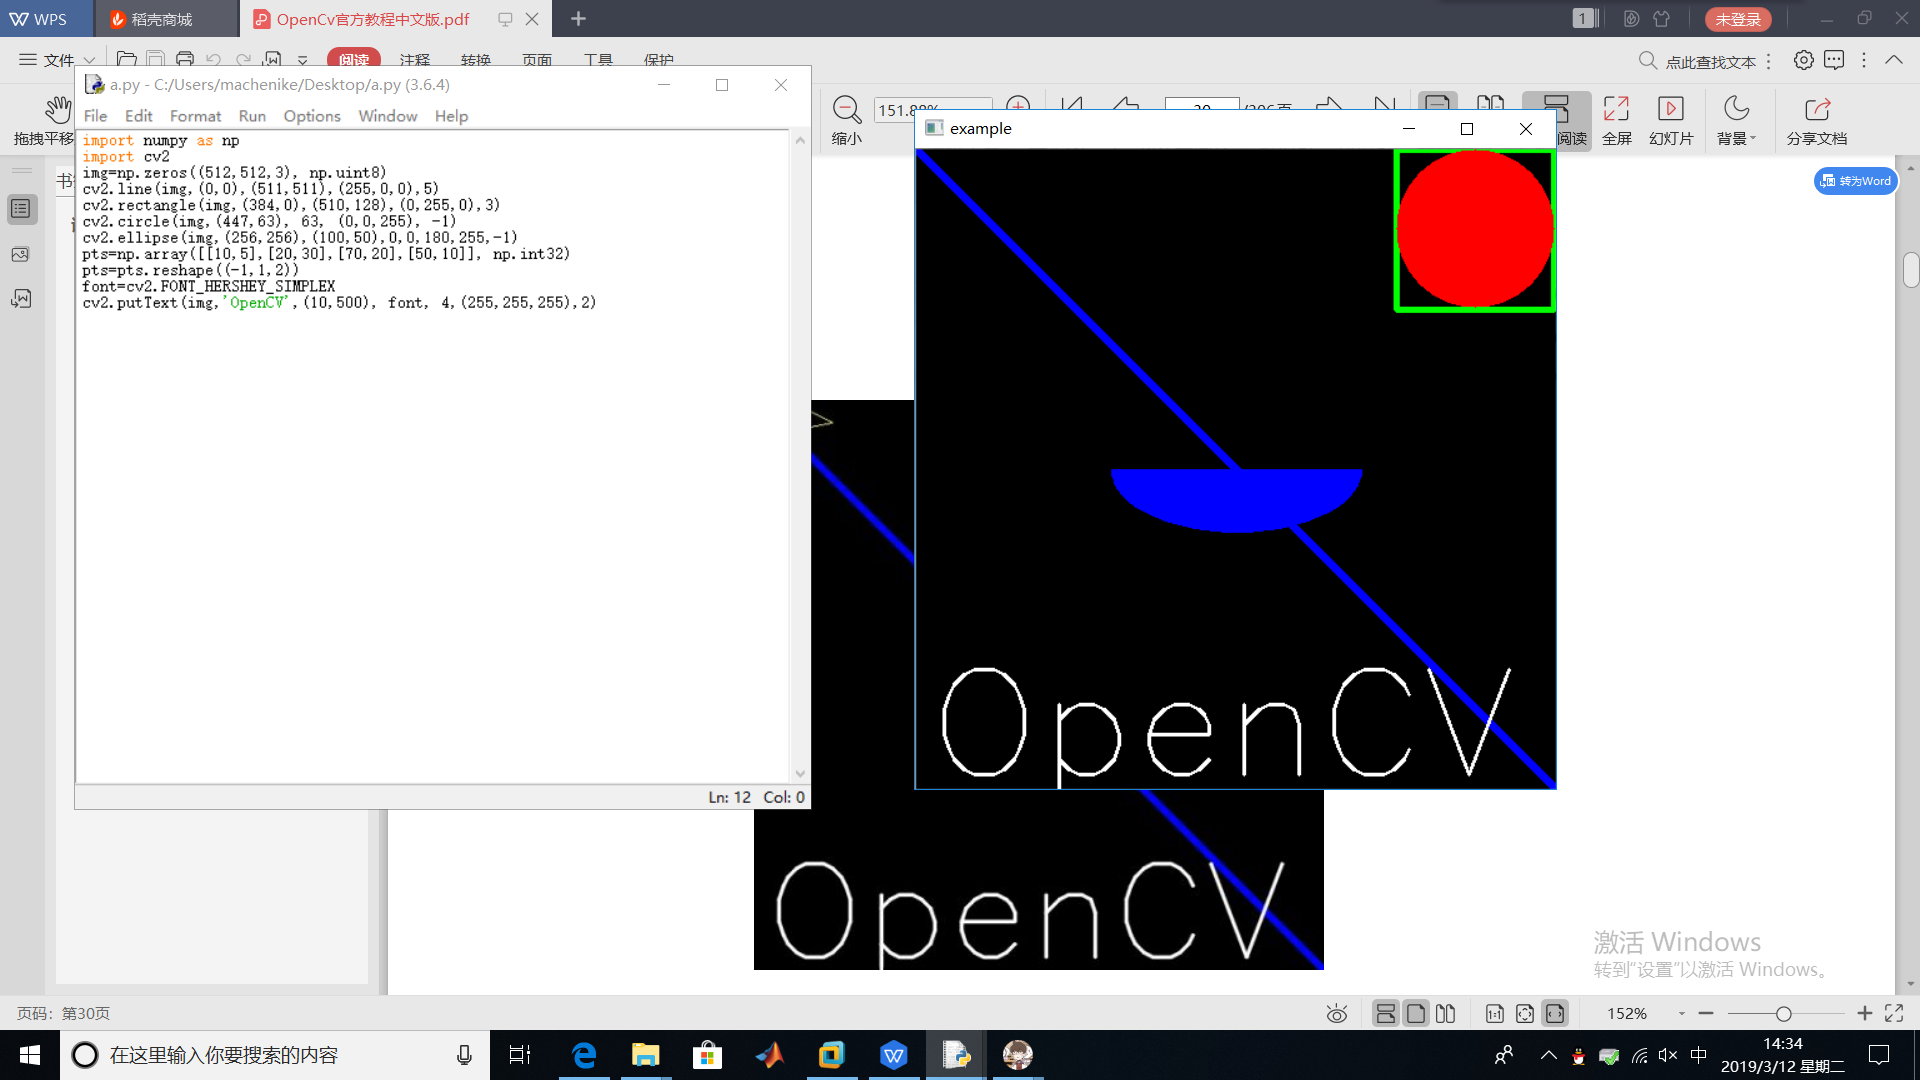 WPS
稻壳商城
OpenCv官方教程中文版.pdf
1
未登录
文件
阅读
注释
转换
页面
工具
保护
点此查找文本
拖拽平移
缩小
151.88%
全屏
幻灯片
背景
分享文档
转为Word
a.py - C:/Users/machenike/Desktop/a.py (3.6.4)
File Edit Format Run Options Window Help
import numpy as np
import cv2
img=np.zeros((512,512,3), np.uint8)
cv2.line(img,(0,0),(511,511),(255,0,0),5)
cv2.rectangle(img,(384,0),(510,128),(0,255,0),3)
cv2.circle(img,(447,63), 63, (0,0,255), -1)
cv2.ellipse(img,(256,256),(100,50),0,0,180,255,-1)
pts=np.array([[10,5],[20,30],[70,20],[50,10]], np.int32)
pts=pts.reshape((-1,1,2))
font=cv2.FONT_HERSHEY_SIMPLEX
cv2.putText(img,'OpenCV',(10,500), font, 4,(255,255,255),2)
Ln: 12 Col: 0
example
OpenCV
OpenCV
激活 Windows
转到“设置”以激活 Windows。
页码: 第30页
1:1
152%
在这里输入你要搜索的内容
中
14:34
2019/3/12 星期二